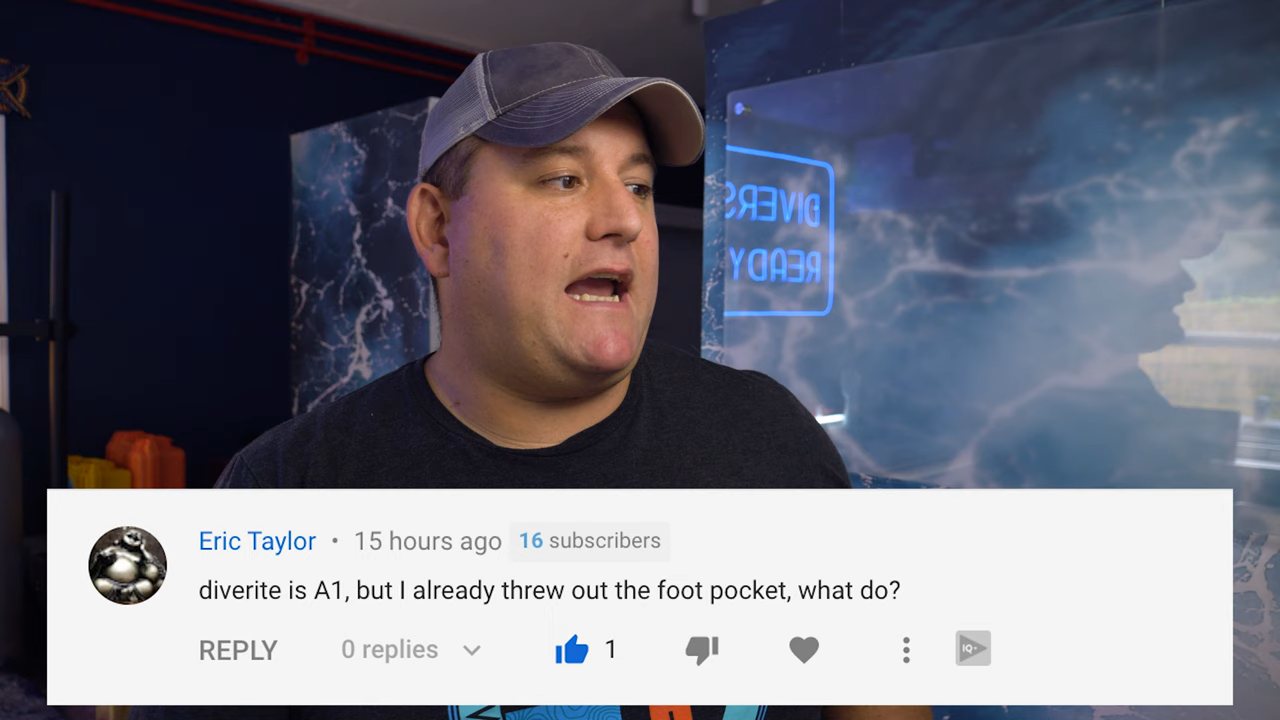 DIVERS
READY
Eric Taylor • 15 hours ago 16 subscribers
diverite is A1, but I already threw out the foot pocket, what do?
REPLY 0 replies 1
IQ+